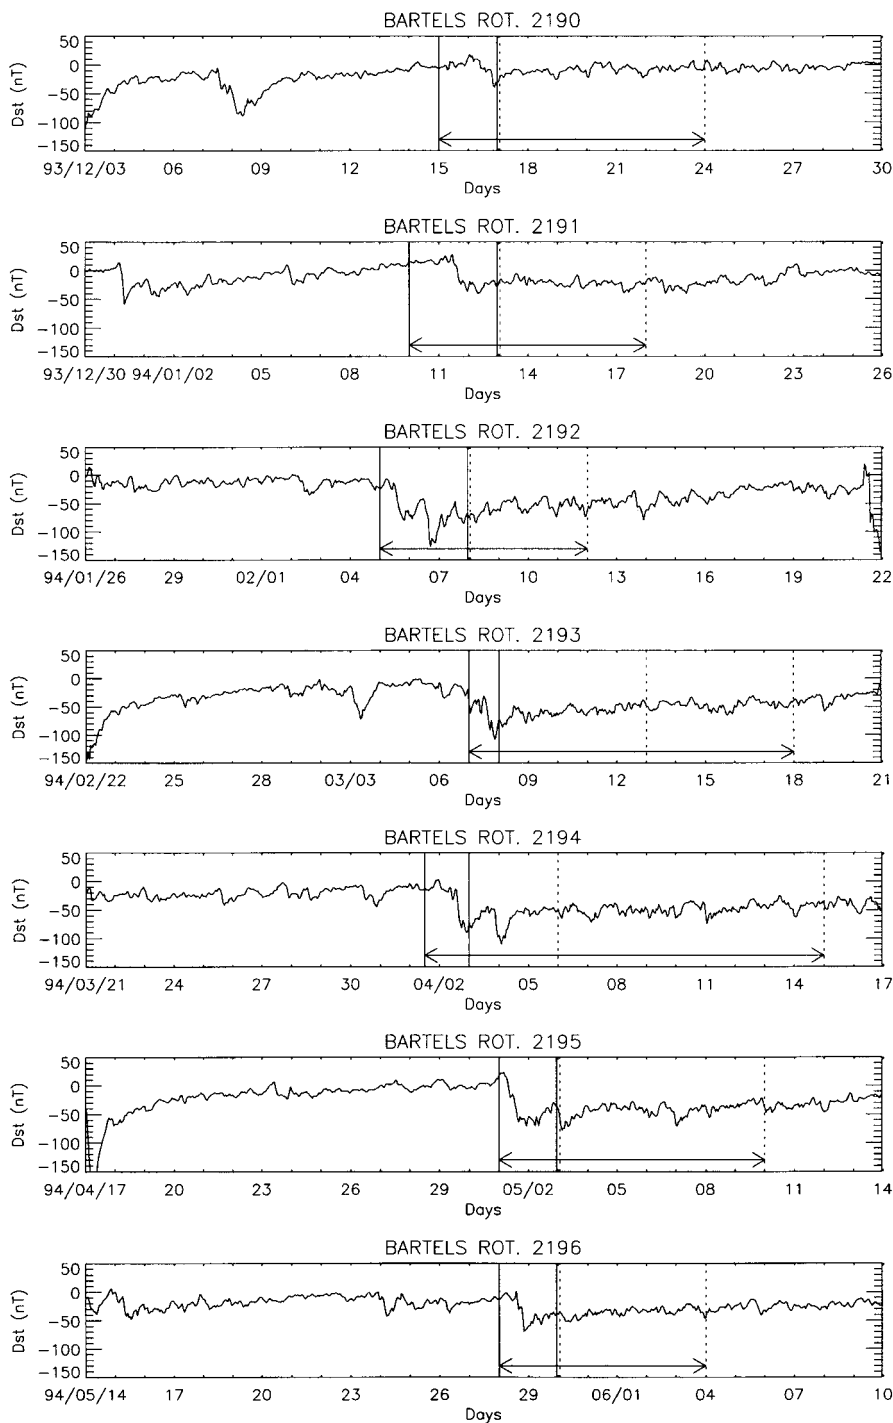 BARTELS ROT. 2190
Dst (nT)
50
0
-50
-100
-150
93/12/03 06 09 12 15 18 21 24 27 30
Days
BARTELS ROT. 2191
Dst (nT)
50
0
-50
-100
-150
93/12/30 94/01/02 05 08 11 14 17 20 23 26
Days
BARTELS ROT. 2192
Dst (nT)
50
0
-50
-100
-150
94/01/26 29 02/01 04 07 10 13 16 19 22
Days
BARTELS ROT. 2193
Dst (nT)
50
0
-50
-100
-150
94/02/22 25 28 03/03 06 09 12 15 18 21
Days
BARTELS ROT. 2194
Dst (nT)
50
0
-50
-100
-150
94/03/21 24 27 30 04/02 05 08 11 14 17
Days
BARTELS ROT. 2195
Dst (nT)
50
0
-50
-100
-150
94/04/17 20 23 26 29 05/02 05 08 11 14
Days
BARTELS ROT. 2196
Dst (nT)
50
0
-50
-100
-150
94/05/14 17 20 23 26 29 06/01 04 07 10
Days